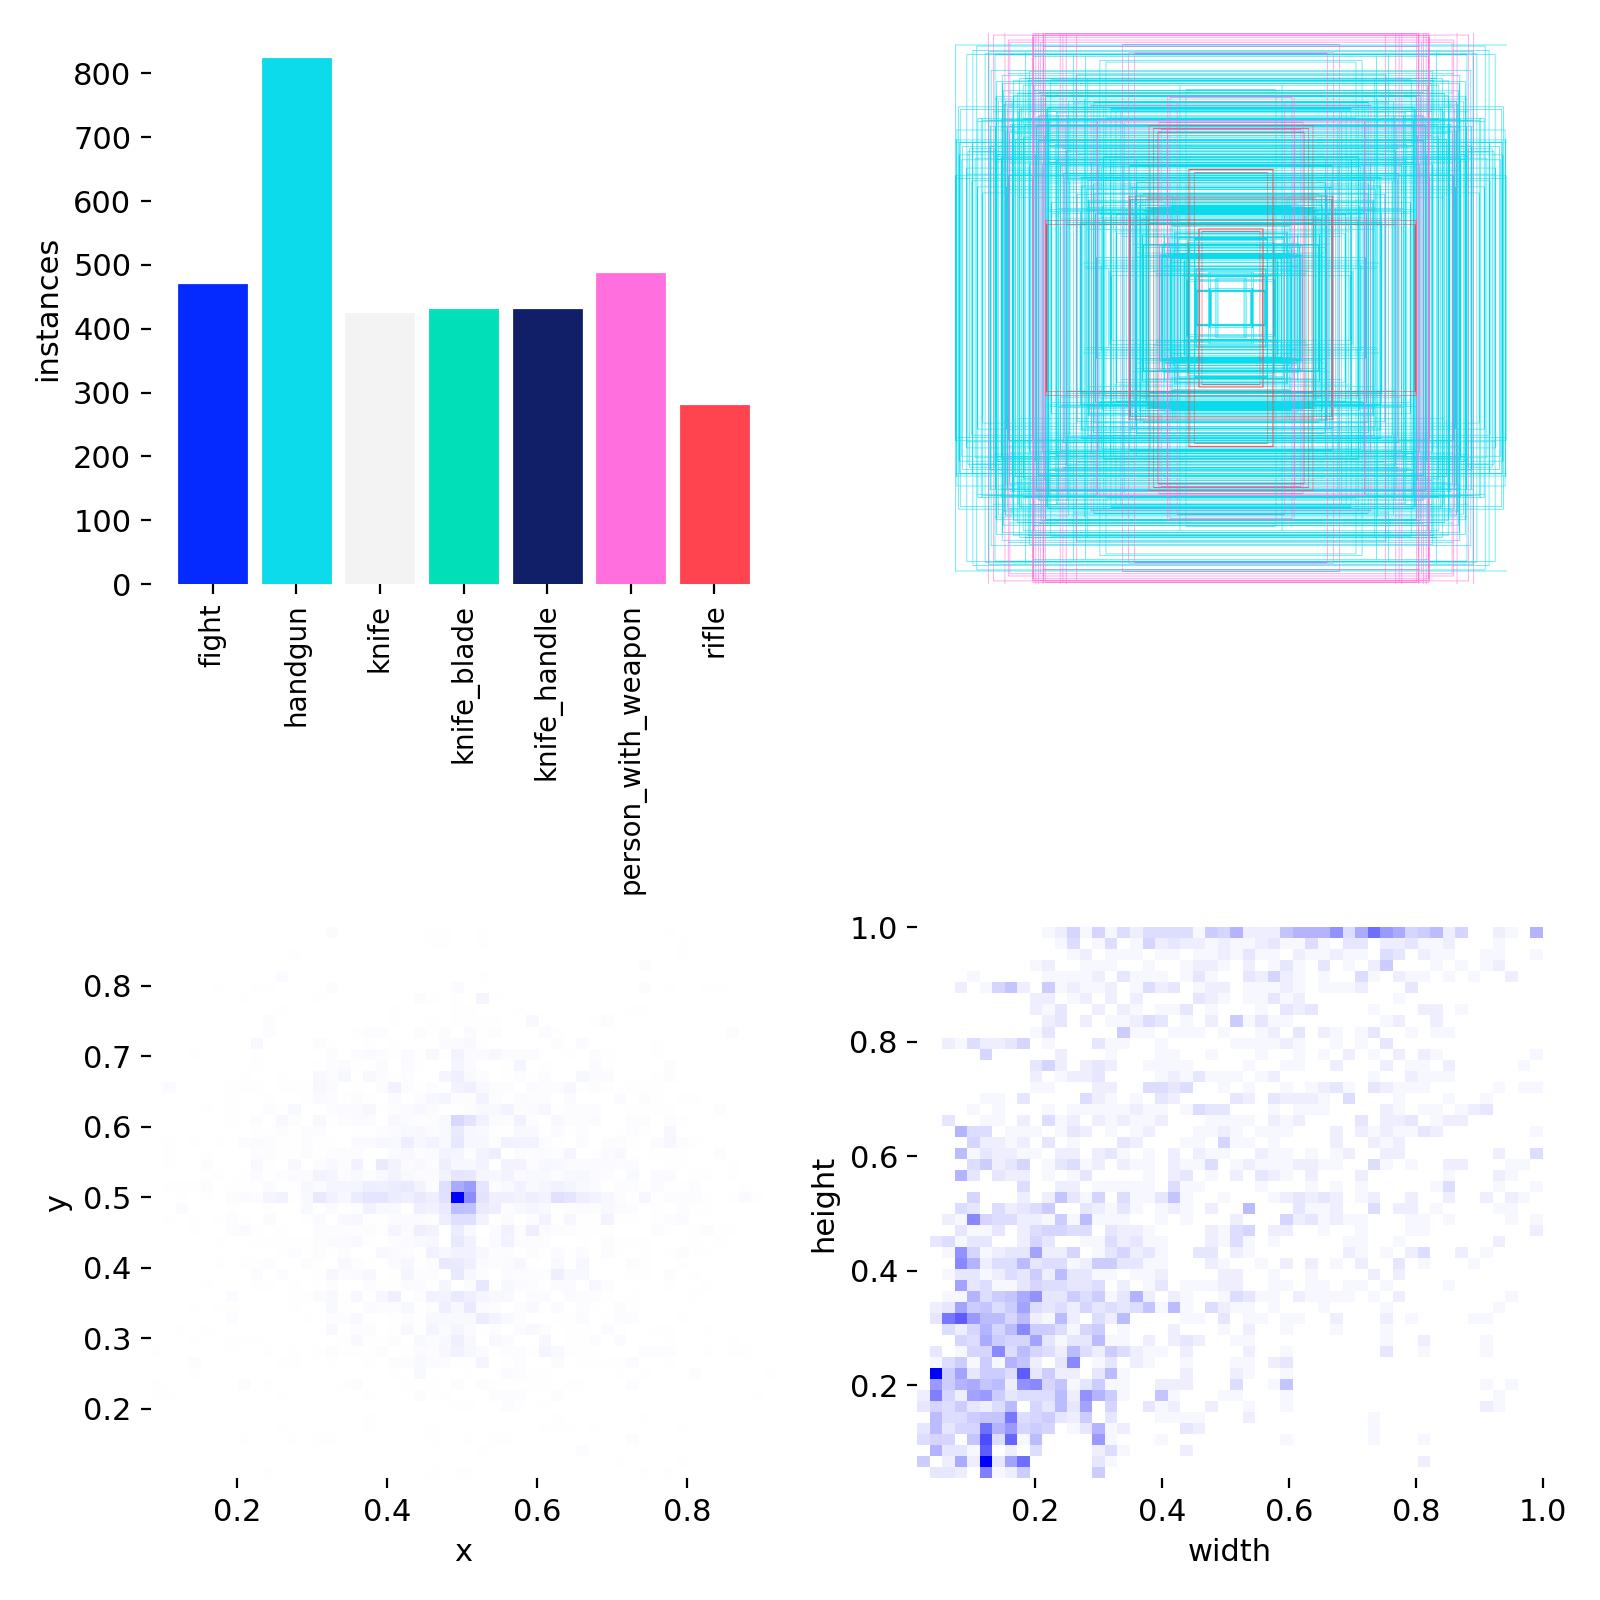 800
700
600
500
400
300
200
100
0
instances
fight
handgun
knife
knife_blade
knife_handle
person_with_weapon
rifle
0.8
0.7
0.6
0.5
0.4
0.3
0.2
y
0.2 0.4 0.6 0.8
x
1.0
0.8
0.6
0.4
0.2
height
0.2 0.4 0.6 0.8 1.0
width